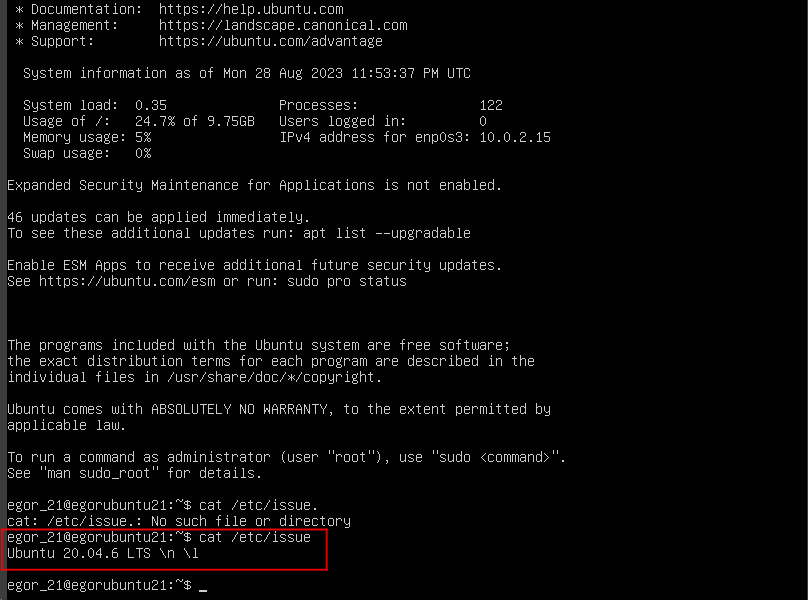 * Documentation:  https://help.ubuntu.com
* Management:     https://landscape.canonical.com
* Support:        https://ubuntu.com/advantage
System information as of Mon 28 Aug 2023 11:53:37 PM UTC
System load:  0.35              Processes:               122
Usage of /:   24.7% of 9.75GB   Users logged in:         0
Memory usage: 5%                IPv4 address for enp0s3: 10.0.2.15
Swap usage:   0%
Expanded Security Maintenance for Applications is not enabled.
46 updates can be applied immediately.
To see these additional updates run: apt list --upgradable
Enable ESM Apps to receive additional future security updates.
See https://ubuntu.com/esm or run: sudo pro status
The programs included with the Ubuntu system are free software;
the exact distribution terms for each program are described in the
individual files in /usr/share/doc/*/copyright.
Ubuntu comes with ABSOLUTELY NO WARRANTY, to the extent permitted by
applicable law.
To run a command as administrator (user "root"), use "sudo <command>".
See "man sudo_root" for details.
egor_21@egorubuntu21:~$ cat /etc/issue.
cat: /etc/issue.: No such file or directory
egor_21@egorubuntu21:~$ cat /etc/issue
Ubuntu 20.04.6 LTS \n \l
egor_21@egorubuntu21:~$ _